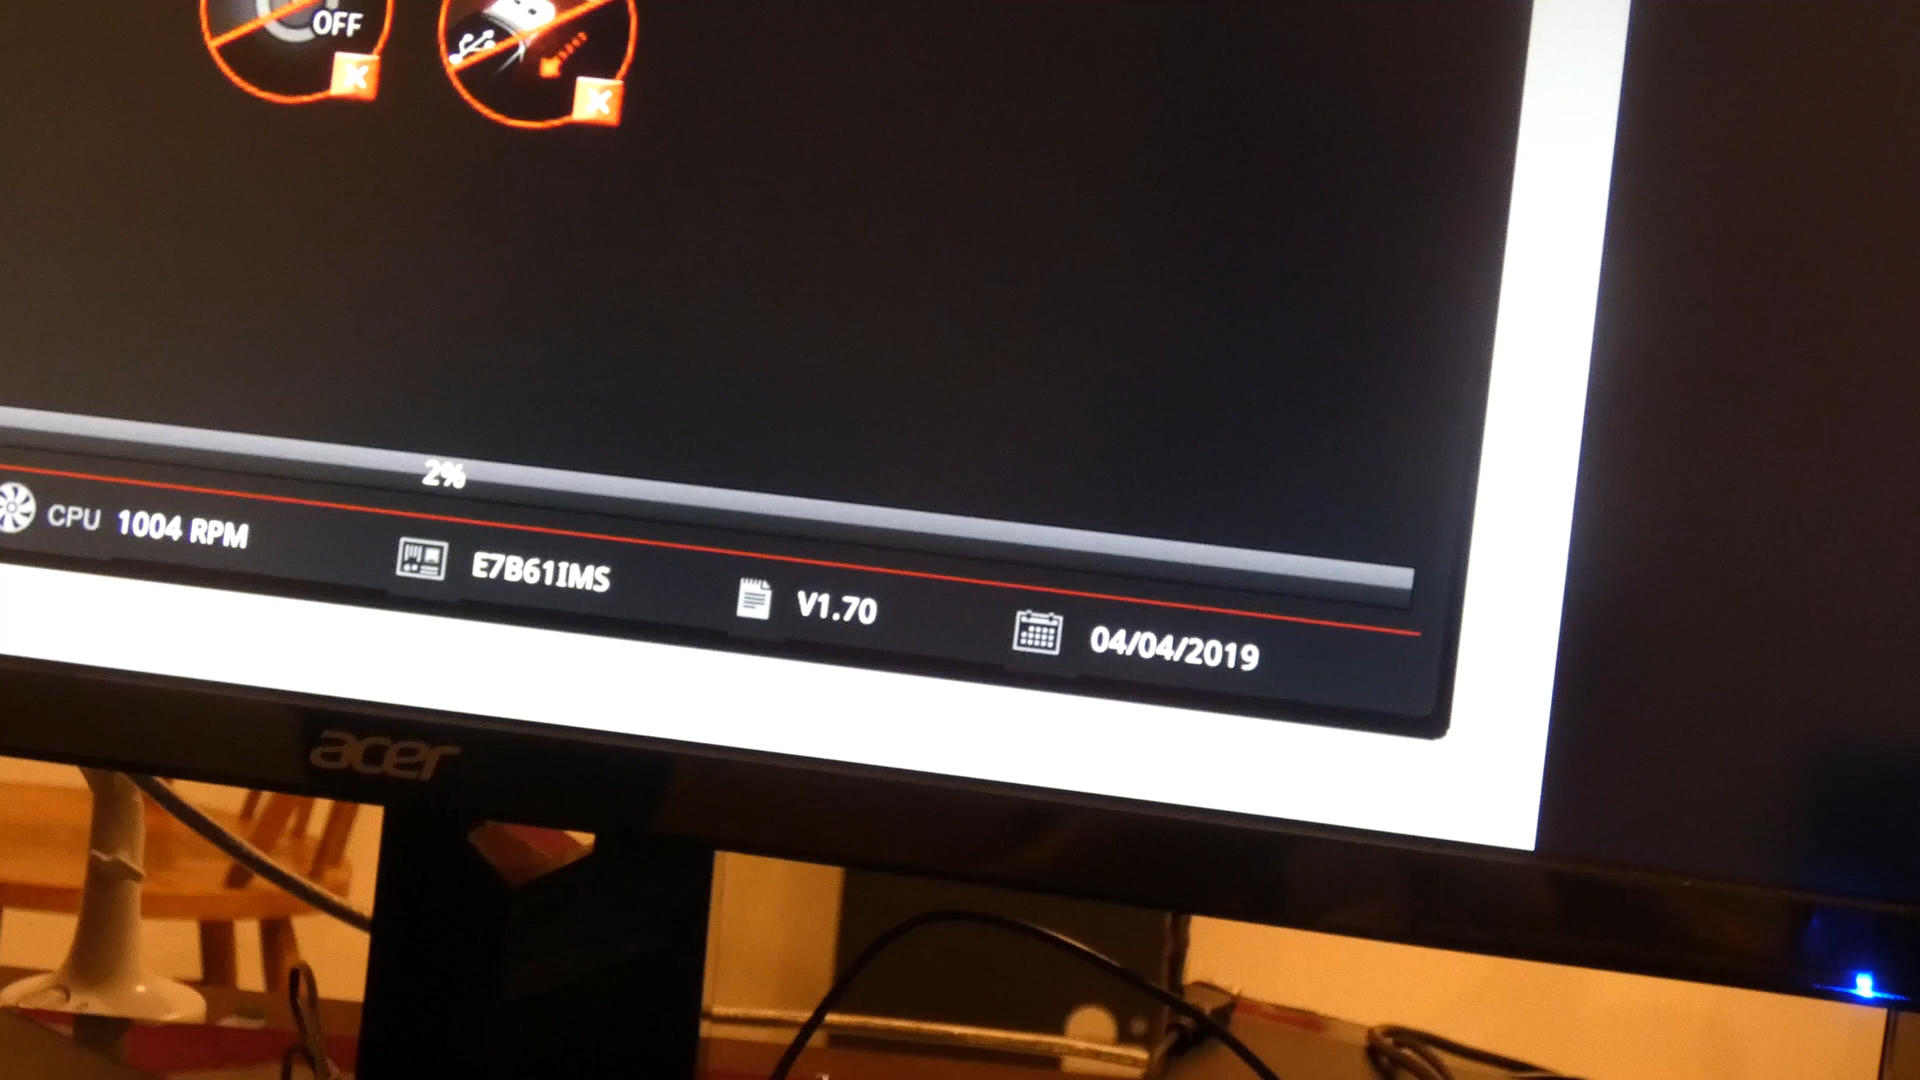 OFF
2%
CPU 1004 RPM
E7B61IMS
V1.70
04/04/2019
acer